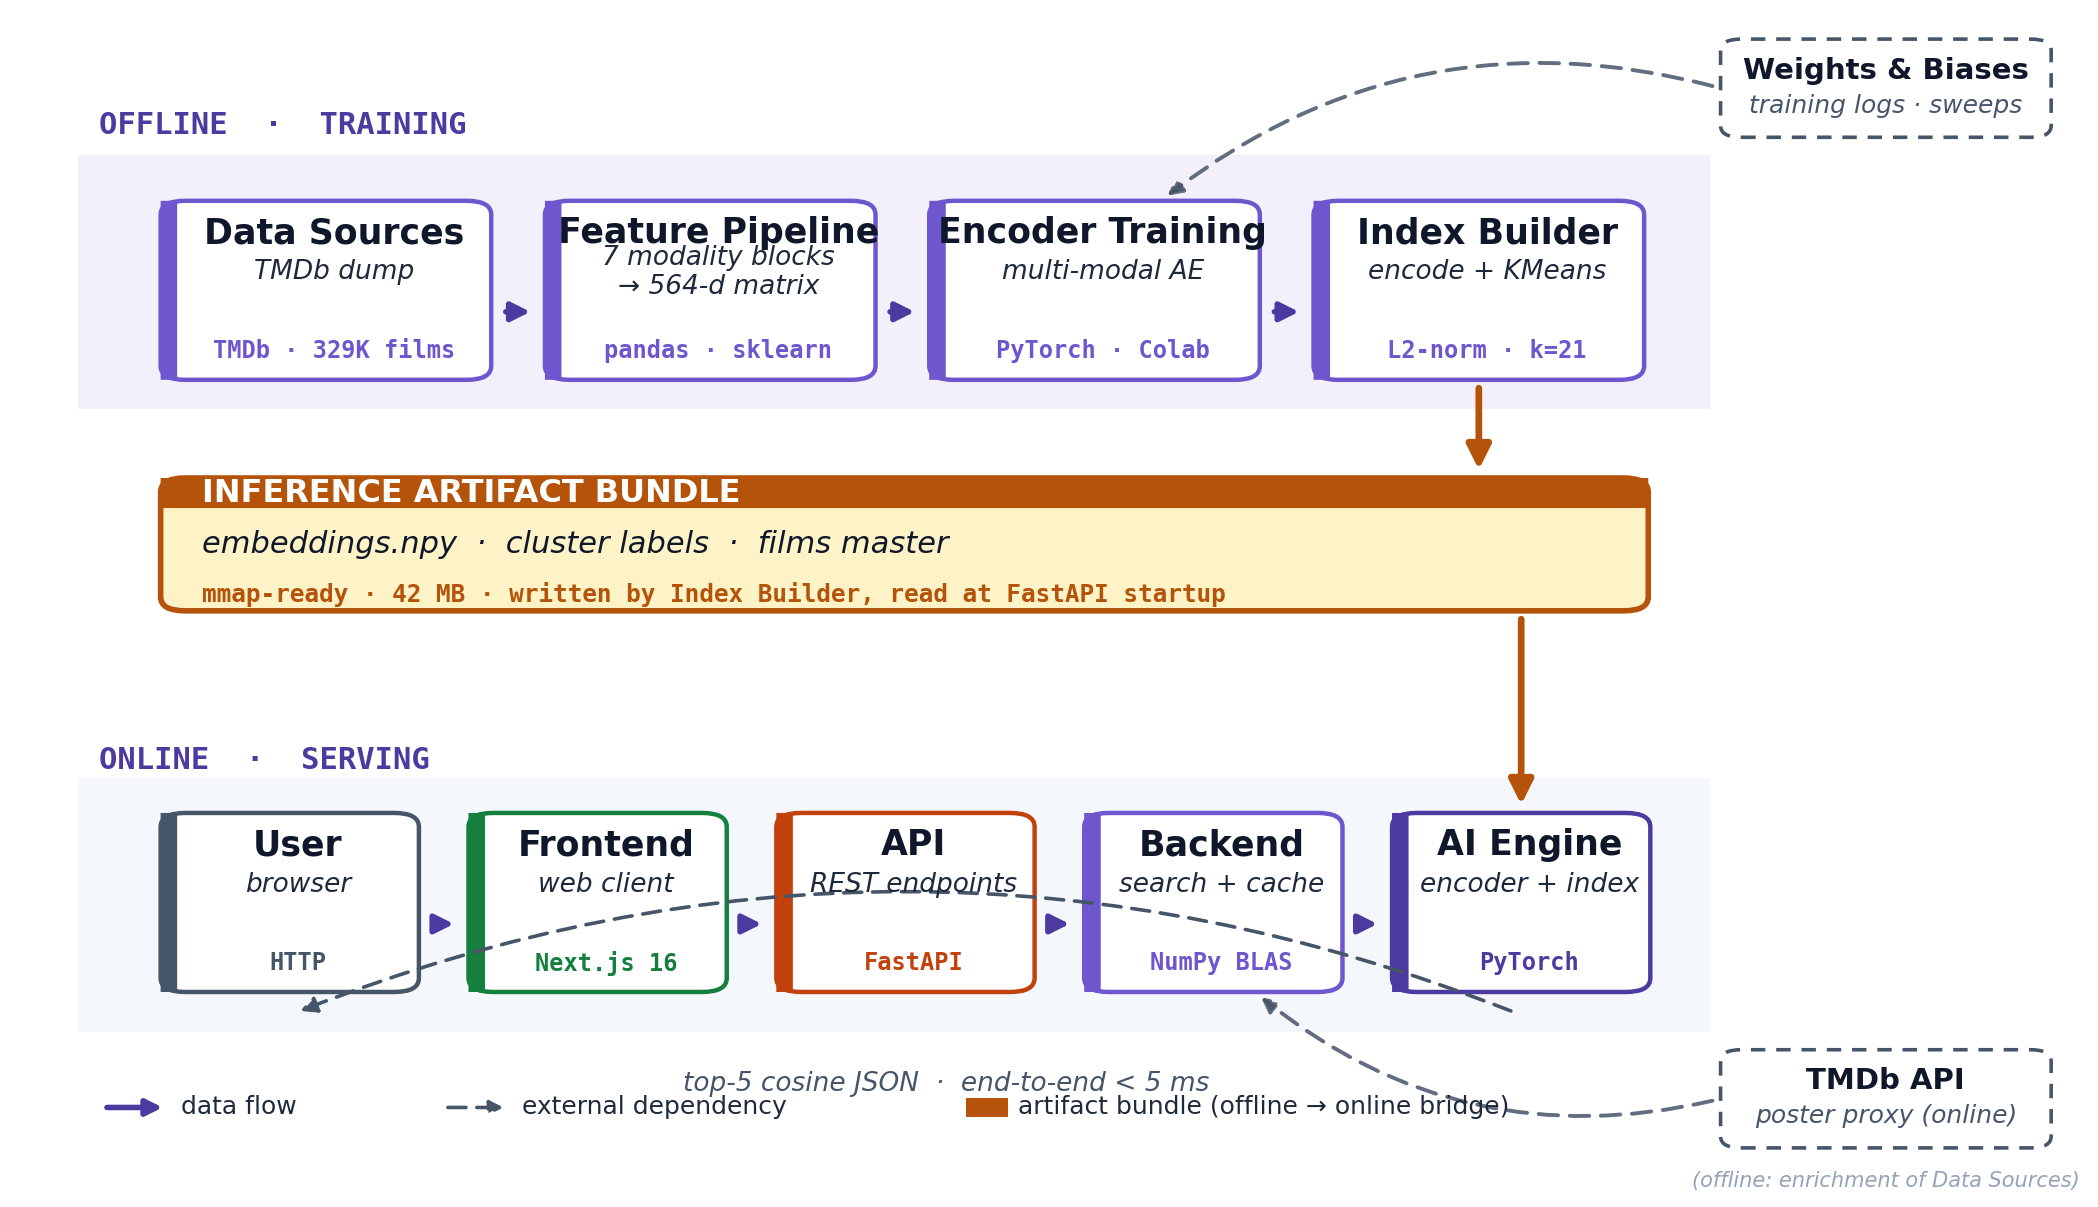 Weights & Biases
training logs · sweeps
OFFLINE · TRAINING
Data Sources
TMDb dump
TMDb · 329K films
Feature Pipeline
7 modality blocks
→ 564-d matrix
pandas · sklearn
Encoder Training
multi-modal AE
PyTorch · Colab
Index Builder
encode + KMeans
L2-norm · k=21
INFERENCE ARTIFACT BUNDLE
embeddings.npy · cluster labels · films master
mmap-ready · 42 MB · written by Index Builder, read at FastAPI startup
ONLINE · SERVING
User
browser
HTTP
Frontend
web client
Next.js 16
API
REST endpoints
FastAPI
Backend
search + cache
NumPy BLAS
AI Engine
encoder + index
PyTorch
top-5 cosine JSON · end-to-end < 5 ms
data flow
external dependency
artifact bundle (offline → online bridge)
TMDb API
poster proxy (online)
(offline: enrichment of Data Sources)